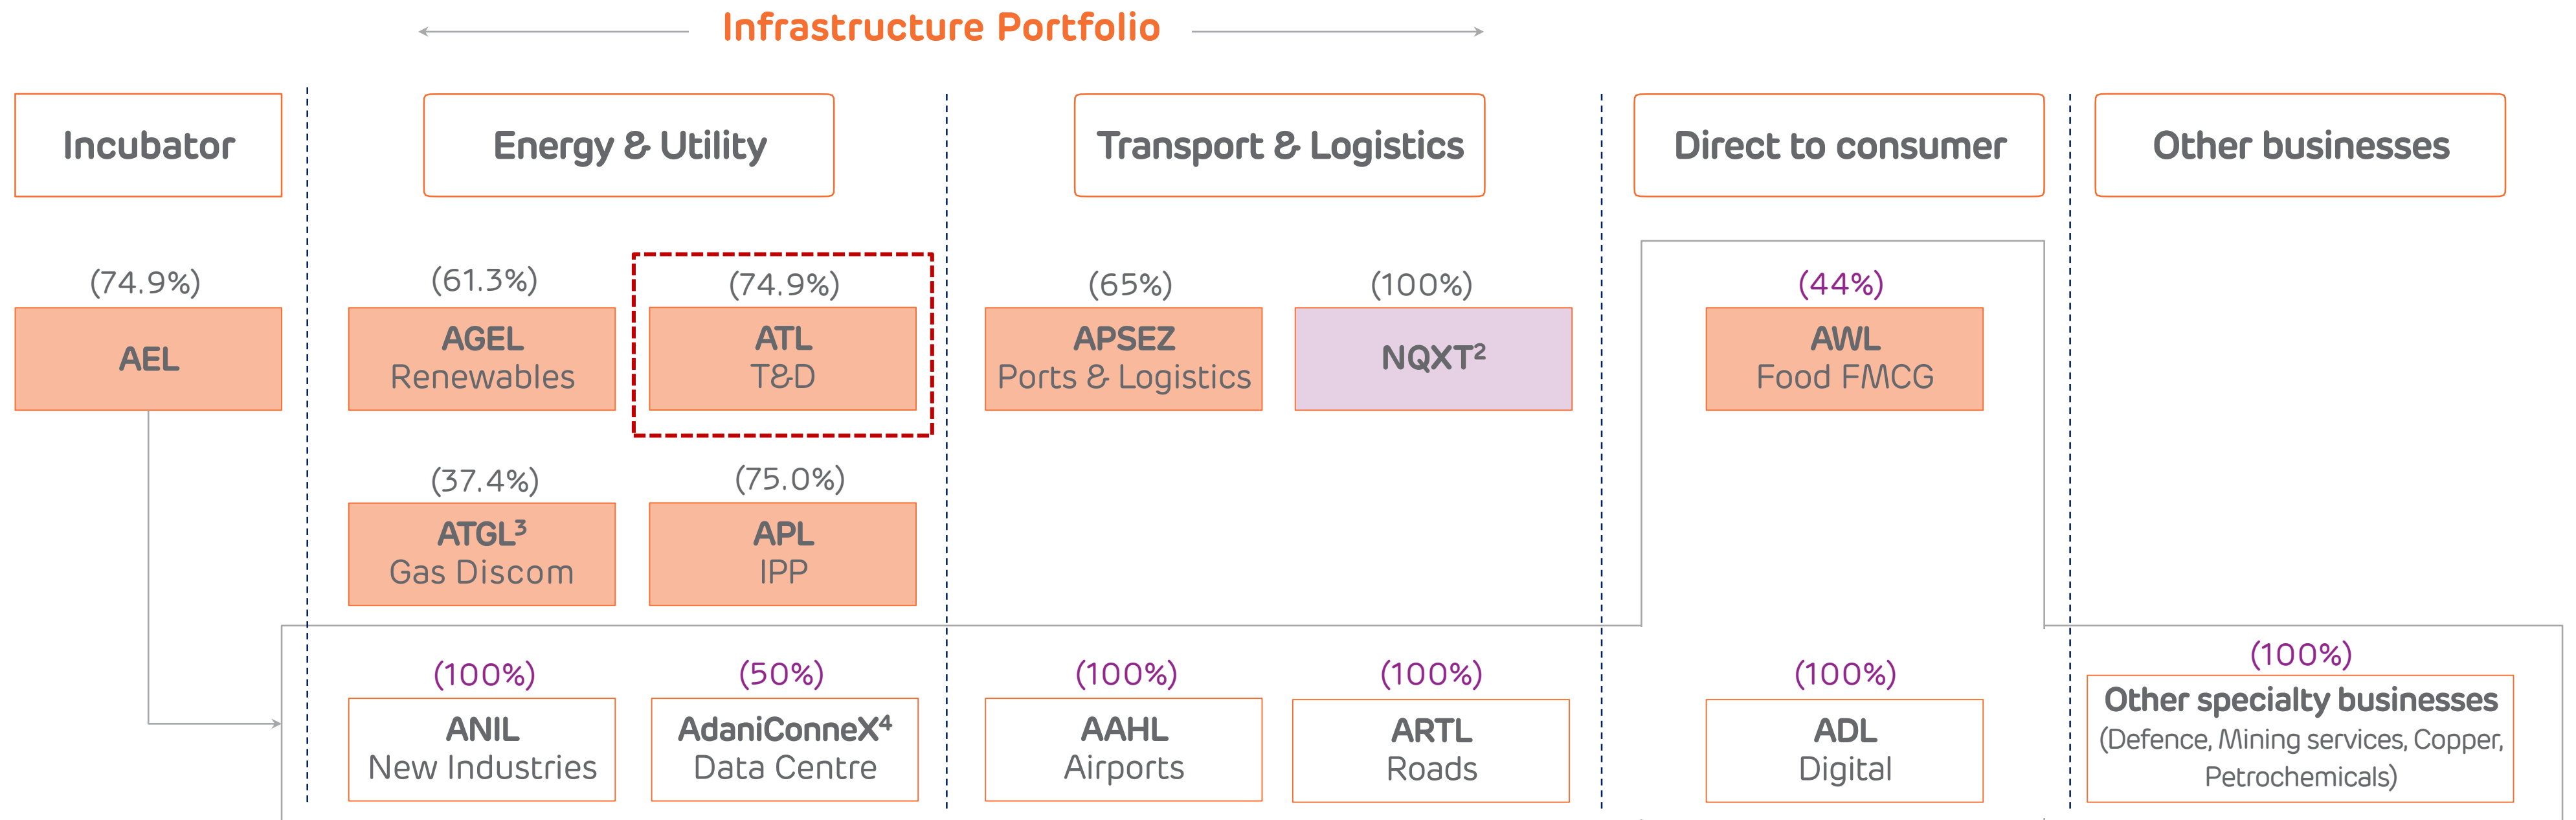 Infrastructure Portfolio
Incubator
Energy & Utility
Transport & Logistics
Direct to consumer
Other businesses
(74.9%)
AEL
(61.3%)
AGEL
Renewables
(74.9%)
ATL
T&D
(65%)
APSEZ
Ports & Logistics
(100%)
NQXT²
(44%)
AWL
Food FMCG
(37.4%)
ATGL³
Gas Discom
(75.0%)
APL
IPP
(100%)
ANIL
New Industries
(50%)
AdaniConneX⁴
Data Centre
(100%)
AAHL
Airports
(100%)
ARTL
Roads
(100%)
ADL
Digital
(100%)
Other specialty businesses
(Defence, Mining services, Copper,
Petrochemicals)